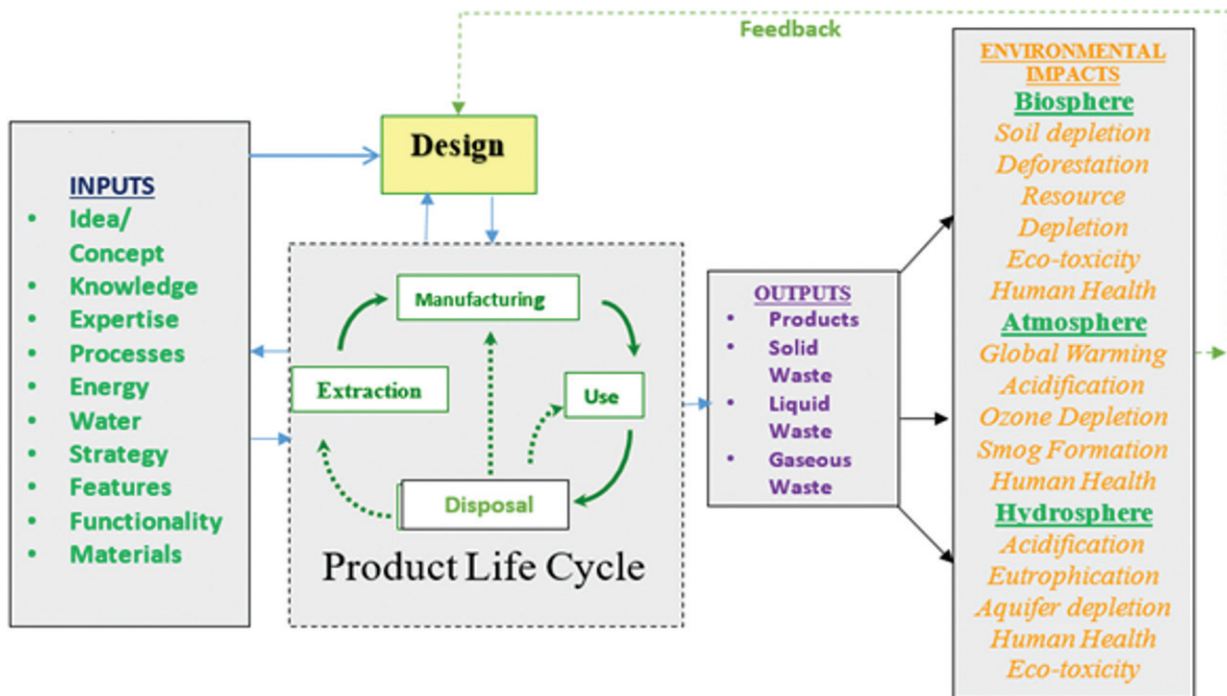 Feedback
Design
INPUTS
• Idea/
Concept
• Knowledge
• Expertise
• Processes
• Energy
• Water
• Strategy
• Features
• Functionality
• Materials
Manufacturing
Extraction
Use
Disposal
Product Life Cycle
OUTPUTS
• Products
• Solid
Waste
• Liquid
Waste
• Gaseous
Waste
ENVIRONMENTAL
IMPACTS
Biosphere
Soil depletion
Deforestation
Resource
Depletion
Eco-toxicity
Human Health
Atmosphere
Global Warming
Acidification
Ozone Depletion
Smog Formation
Human Health
Hydrosphere
Acidification
Eutrophication
Aquifer depletion
Human Health
Eco-toxicity